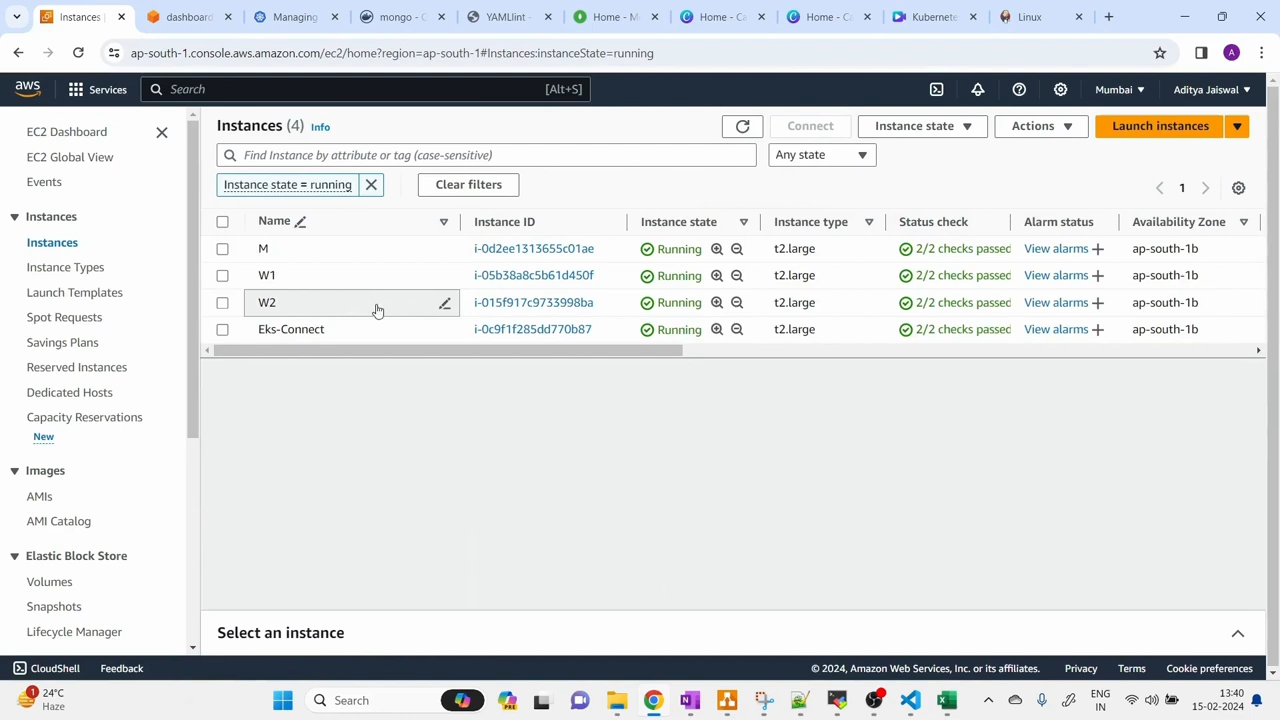 Instances |
dashboard
Managing
mongo - C
YAMLlint -
Home - M
Home - Ca
Home - C
Kubernete
Linux
ap-south-1.console.aws.amazon.com/ec2/home?region=ap-south-1#Instances:instanceState=running
A
aws
Services
Search
[Alt+S]
Mumbai
Aditya Jaiswal
EC2 Dashboard
EC2 Global View
Events
Instances
Instances
Instance Types
Launch Templates
Spot Requests
Savings Plans
Reserved Instances
Dedicated Hosts
Capacity Reservations
New
Images
AMIs
AMI Catalog
Elastic Block Store
Volumes
Snapshots
Lifecycle Manager
Instances (4) Info
Connect
Instance state
Actions
Launch instances
Find Instance by attribute or tag (case-sensitive)
Any state
Instance state = running
Clear filters
1
Name Instance ID Instance state Instance type Status check Alarm status Availability Zone
M i-0d2ee1313655c01ae Running t2.large 2/2 checks passed View alarms ap-south-1b
W1 i-05b38a8c5b61d450f Running t2.large 2/2 checks passed View alarms ap-south-1b
W2 i-015f917c9733998ba Running t2.large 2/2 checks passed View alarms ap-south-1b
Eks-Connect i-0c9f1f285dd770b87 Running t2.large 2/2 checks passed View alarms ap-south-1b
Select an instance
CloudShell
Feedback
© 2024, Amazon Web Services, Inc. or its affiliates.
Privacy
Terms
Cookie preferences
1
24°C
Haze
Search
PRE
ENG
IN
13:40
15-02-2024